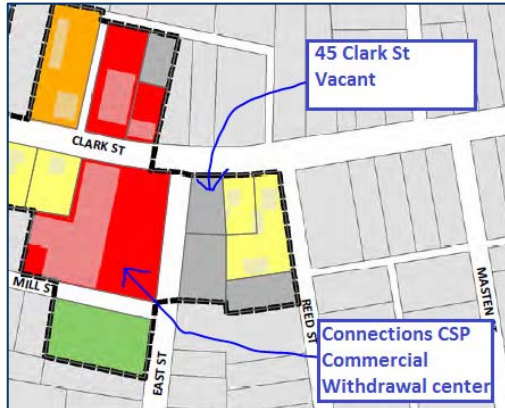 45 Clark St
Vacant
CLARK ST
MILL S
EAST ST
REED ST
MASTEN ST
Connections CSP
Commercial
Withdrawal center